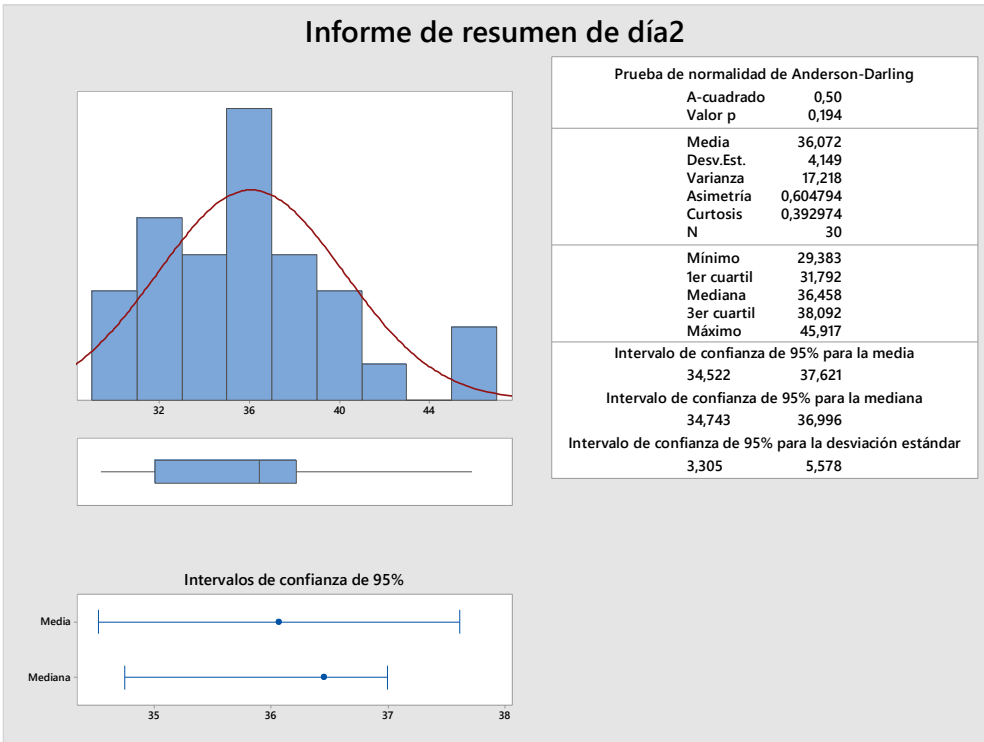 Informe de resumen de día2
32 36 40 44
Intervalos de confianza de 95%
Media
Mediana
35 36 37 38
Prueba de normalidad de Anderson-Darling
A-cuadrado 0,50
Valor p 0,194
Media 36,072
Desv.Est. 4,149
Varianza 17,218
Asimetría 0,604794
Curtosis 0,392974
N 30
Mínimo 29,383
1er cuartil 31,792
Mediana 36,458
3er cuartil 38,092
Máximo 45,917
Intervalo de confianza de 95% para la media
34,522 37,621
Intervalo de confianza de 95% para la mediana
34,743 36,996
Intervalo de confianza de 95% para la desviación estándar
3,305 5,578